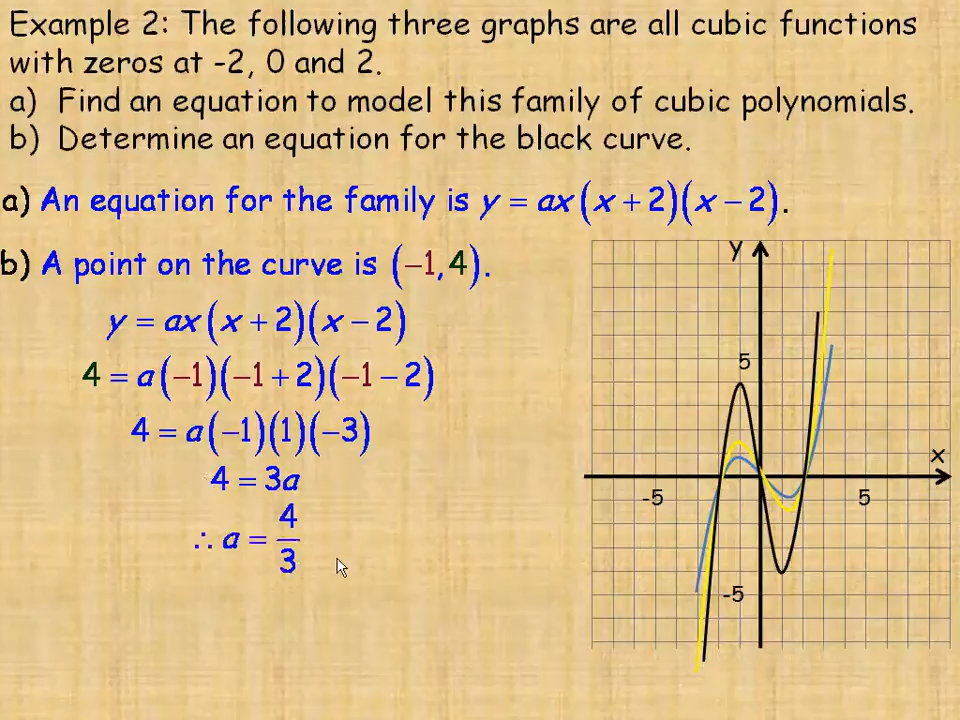 Example 2: The following three graphs are all cubic functions
with zeros at -2, 0 and 2.
a) Find an equation to model this family of cubic polynomials.
b) Determine an equation for the black curve.
a) An equation for the family is y = ax(x + 2)(x − 2).
b) A point on the curve is (−1, 4).
y = ax(x + 2)(x − 2)
4 = a(−1)(−1 + 2)(−1 − 2)
4 = a(−1)(1)(−3)
4 = 3a
∴ a = 4/3
y
5
x
-5
5
-5